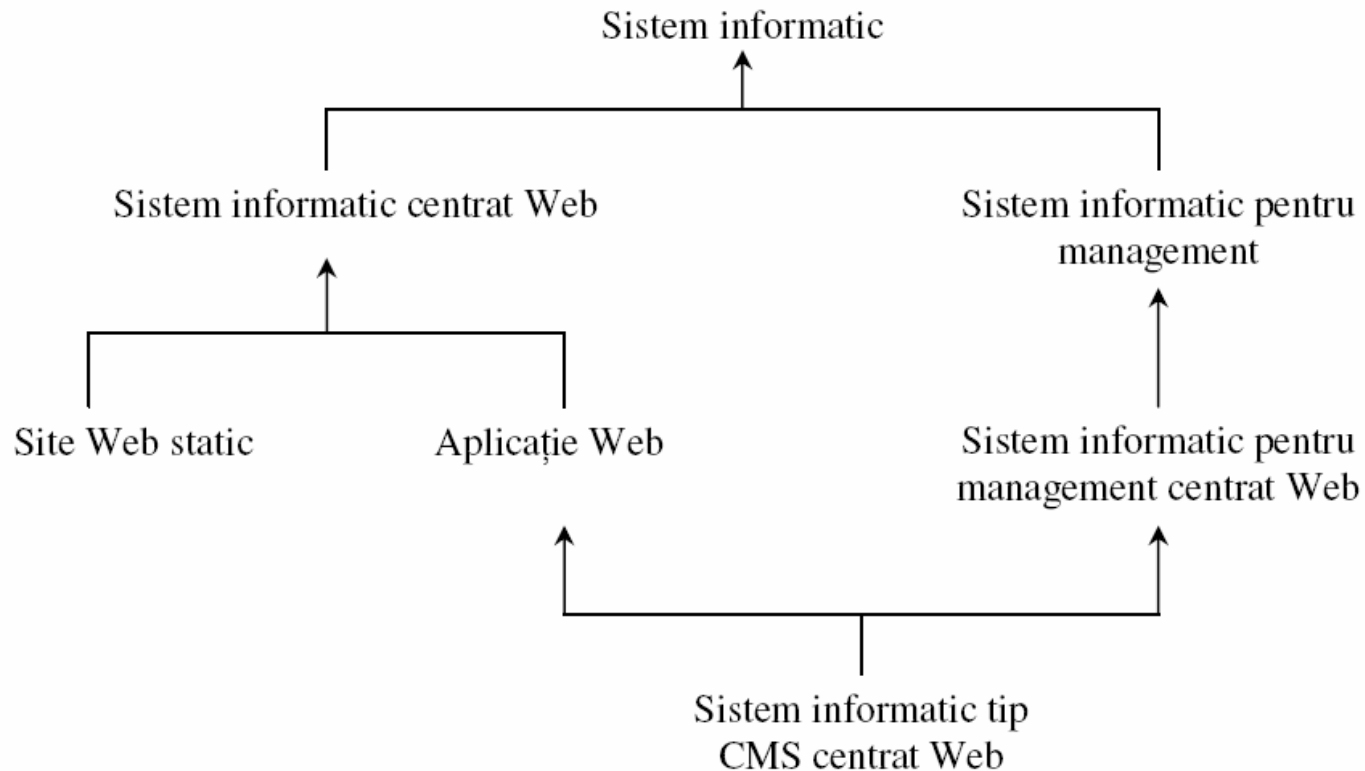 Sistem informatic
Sistem informatic centrat Web
Sistem informatic pentru
management
Site Web static
Aplicație Web
Sistem informatic pentru
management centrat Web
Sistem informatic tip
CMS centrat Web